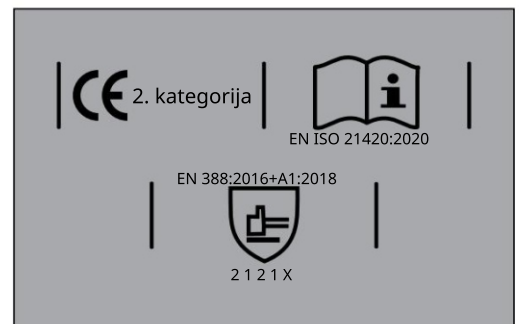 CE 2. kategorija
EN ISO 21420:2020
EN 388:2016+A1:2018
2 1 2 1 X